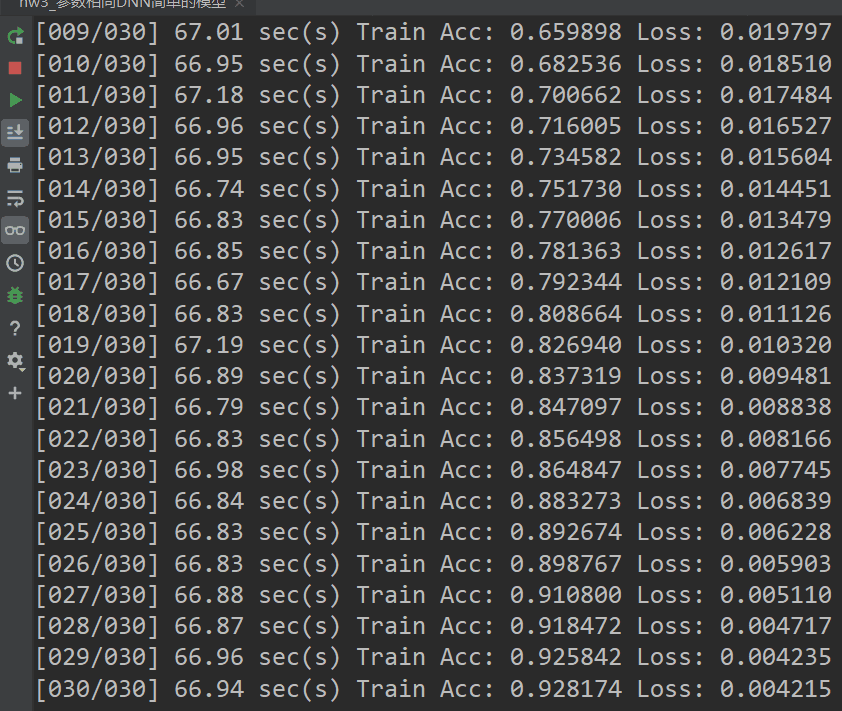 hw3_参数相同DNN简单的模型 ×
[009/030] 67.01 sec(s) Train Acc: 0.659898 Loss: 0.019797
[010/030] 66.95 sec(s) Train Acc: 0.682536 Loss: 0.018510
[011/030] 67.18 sec(s) Train Acc: 0.700662 Loss: 0.017484
[012/030] 66.96 sec(s) Train Acc: 0.716005 Loss: 0.016527
[013/030] 66.95 sec(s) Train Acc: 0.734582 Loss: 0.015604
[014/030] 66.74 sec(s) Train Acc: 0.751730 Loss: 0.014451
[015/030] 66.83 sec(s) Train Acc: 0.770006 Loss: 0.013479
[016/030] 66.85 sec(s) Train Acc: 0.781363 Loss: 0.012617
[017/030] 66.67 sec(s) Train Acc: 0.792344 Loss: 0.012109
[018/030] 66.83 sec(s) Train Acc: 0.808664 Loss: 0.011126
[019/030] 67.19 sec(s) Train Acc: 0.826940 Loss: 0.010320
[020/030] 66.89 sec(s) Train Acc: 0.837319 Loss: 0.009481
[021/030] 66.79 sec(s) Train Acc: 0.847097 Loss: 0.008838
[022/030] 66.83 sec(s) Train Acc: 0.856498 Loss: 0.008166
[023/030] 66.98 sec(s) Train Acc: 0.864847 Loss: 0.007745
[024/030] 66.84 sec(s) Train Acc: 0.883273 Loss: 0.006839
[025/030] 66.83 sec(s) Train Acc: 0.892674 Loss: 0.006228
[026/030] 66.83 sec(s) Train Acc: 0.898767 Loss: 0.005903
[027/030] 66.88 sec(s) Train Acc: 0.910800 Loss: 0.005110
[028/030] 66.87 sec(s) Train Acc: 0.918472 Loss: 0.004717
[029/030] 66.96 sec(s) Train Acc: 0.925842 Loss: 0.004235
[030/030] 66.94 sec(s) Train Acc: 0.928174 Loss: 0.004215